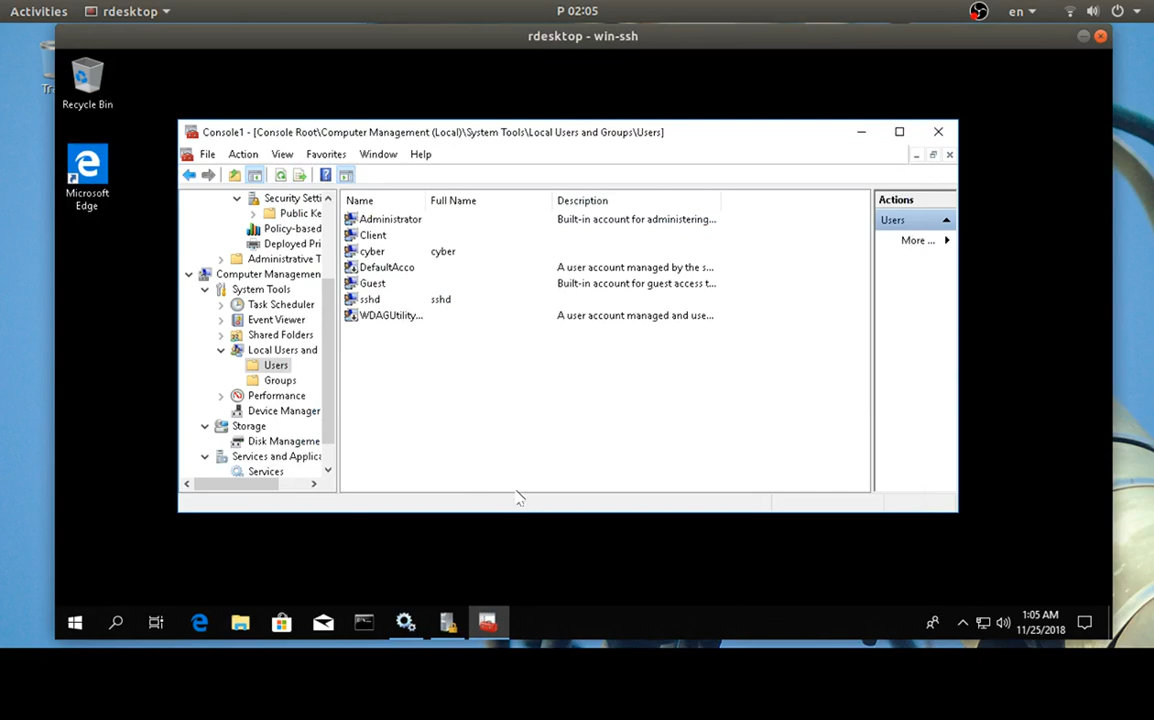 Activities rdesktop P 02:05 en
rdesktop - win-ssh
Recycle Bin
Microsoft Edge
Console1 - [Console Root\Computer Management (Local)\System Tools\Local Users and Groups\Users]
File Action View Favorites Window Help
Security Setti
Public Ke
Policy-based
Deployed Pri
Administrative T
Computer Managemen
System Tools
Task Scheduler
Event Viewer
Shared Folders
Local Users and
Users
Groups
Performance
Device Manager
Storage
Disk Manageme
Services and Applica
Services
Name Full Name Description
Administrator Built-in account for administering...
Client
cyber cyber
DefaultAcco A user account managed by the s...
Guest Built-in account for guest access t...
sshd sshd
WDAGUtility... A user account managed and use...
Actions
Users
More ...
1:05 AM
11/25/2018